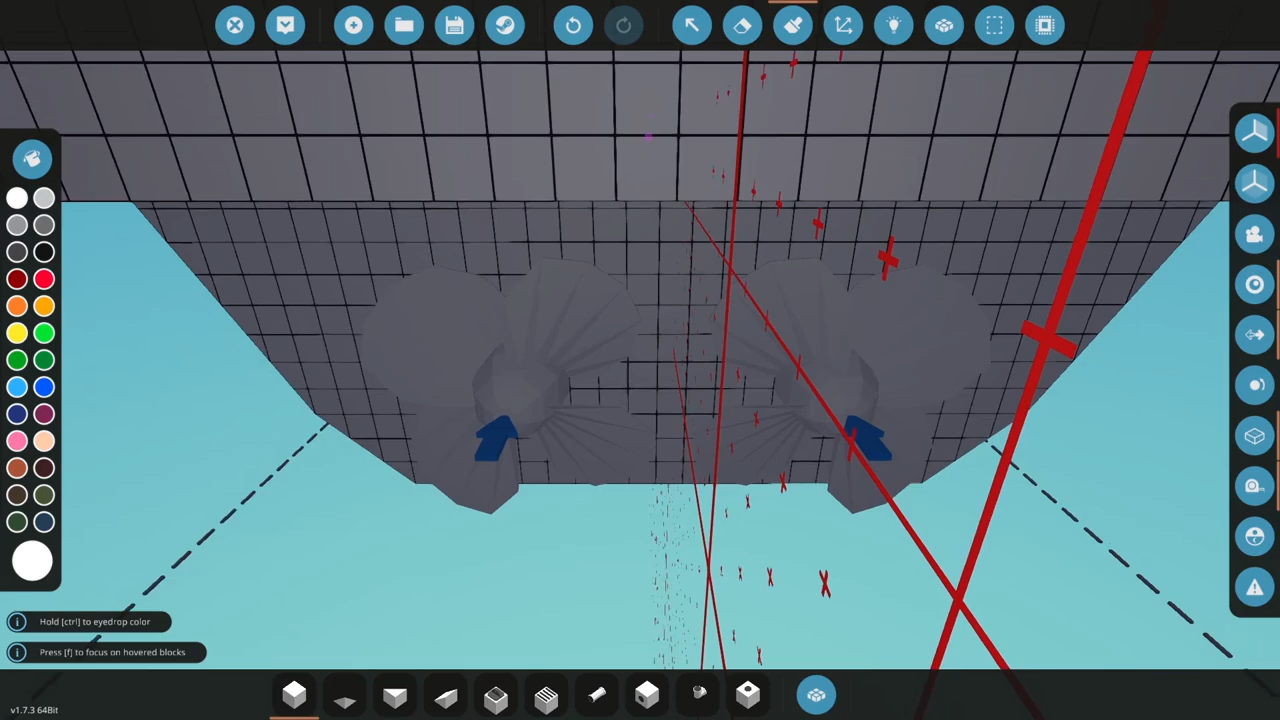 Hold [ctrl] to eyedrop color
Press [f] to focus on hovered blocks
v1.7.3 64Bit